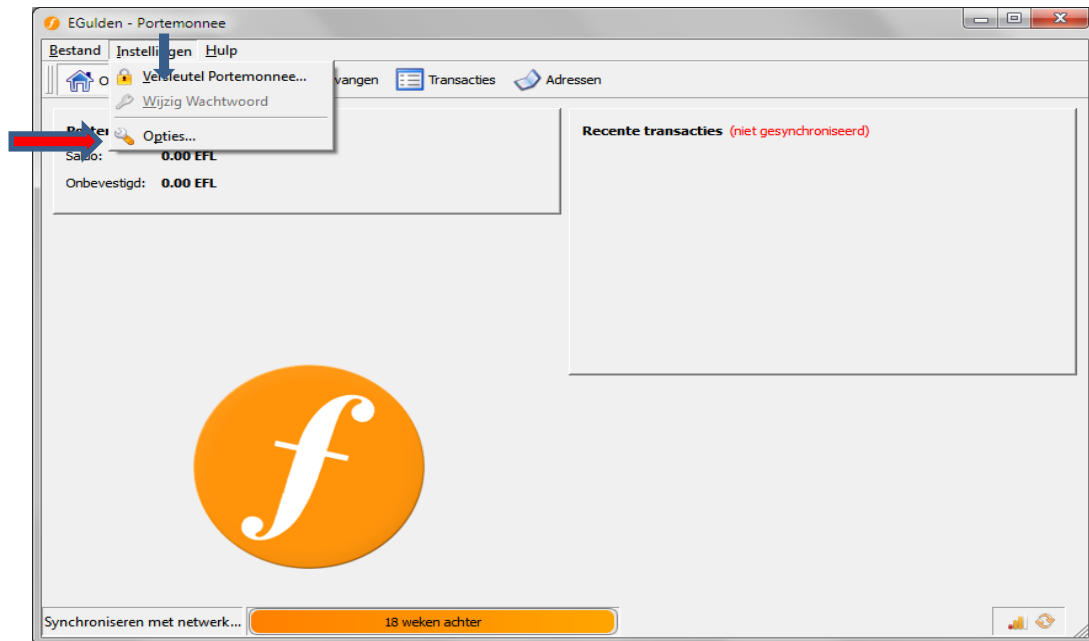 EGulden - Portemonnee
Bestand Instellingen Hulp
Versleutel Portemonnee...
vangen Transacties Adressen
Wijzig Wachtwoord
Opties...
Saldo: 0.00 EFL
Onbevestigd: 0.00 EFL
Recente transacties (niet gesynchroniseerd)
Synchroniseren met netwerk...
18 weken achter